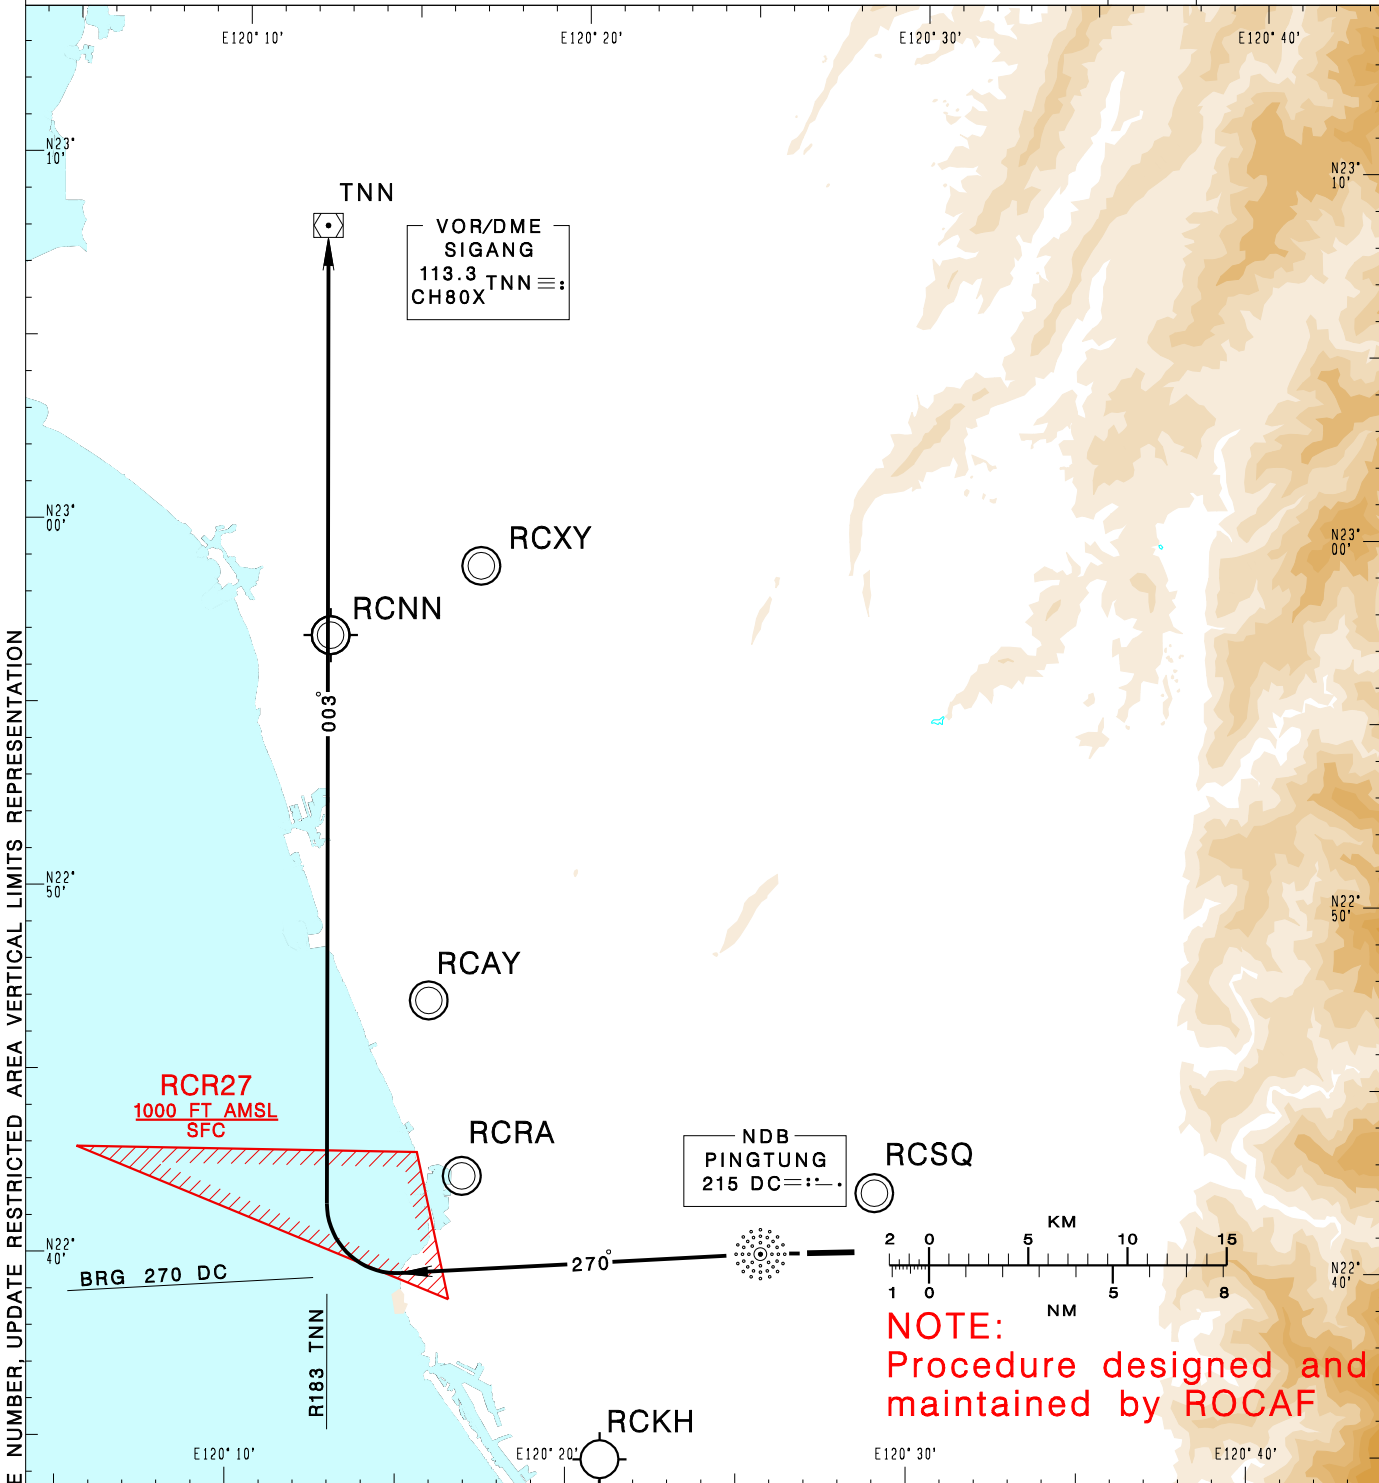 E120° 10'
E120° 20'
E120° 30'
E120° 40'
N23°
10'
N23°
10'
TNN
VOR/DME
SIGANG
113.3 TNN
CH80X
N23°
00'
N23°
00'
RCXY
RCNN
003°
N22°
50'
N22°
50'
RCAY
RCR27
1000 FT AMSL
SFC
RCRA
NDB
PINGTUNG
215 DC
RCSQ
N22°
40'
N22°
40'
270°
BRG 270 DC
R183 TNN
KM
2 0 5 10 15
1 0 5 8
NM
NOTE:
Procedure designed and
maintained by ROCAF
RCKH
E120° 10'
E120° 20'
E120° 30'
E120° 40'
NUMBER, UPDATE RESTRICTED AREA VERTICAL LIMITS REPRESENTATION